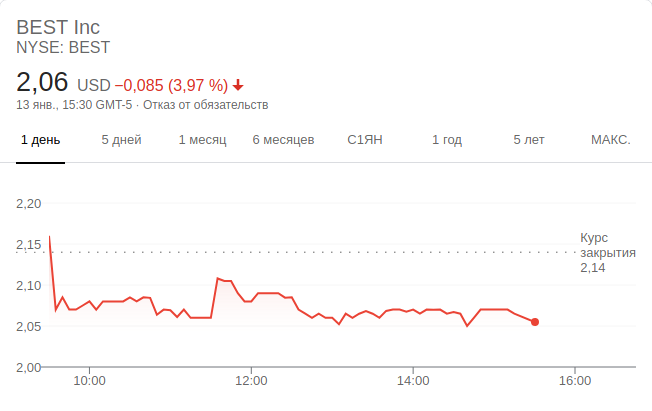 BEST Inc
NYSE: BEST
2,06 USD −0,085 (3,97 %)
13 янв., 15:30 GMT-5 · Отказ от обязательств
1 день 5 дней 1 месяц 6 месяцев С1ЯН 1 год 5 лет МАКС.
2,20
2,15
2,10
2,05
2,00
Курс
закрытия
2,14
10:00 12:00 14:00 16:00